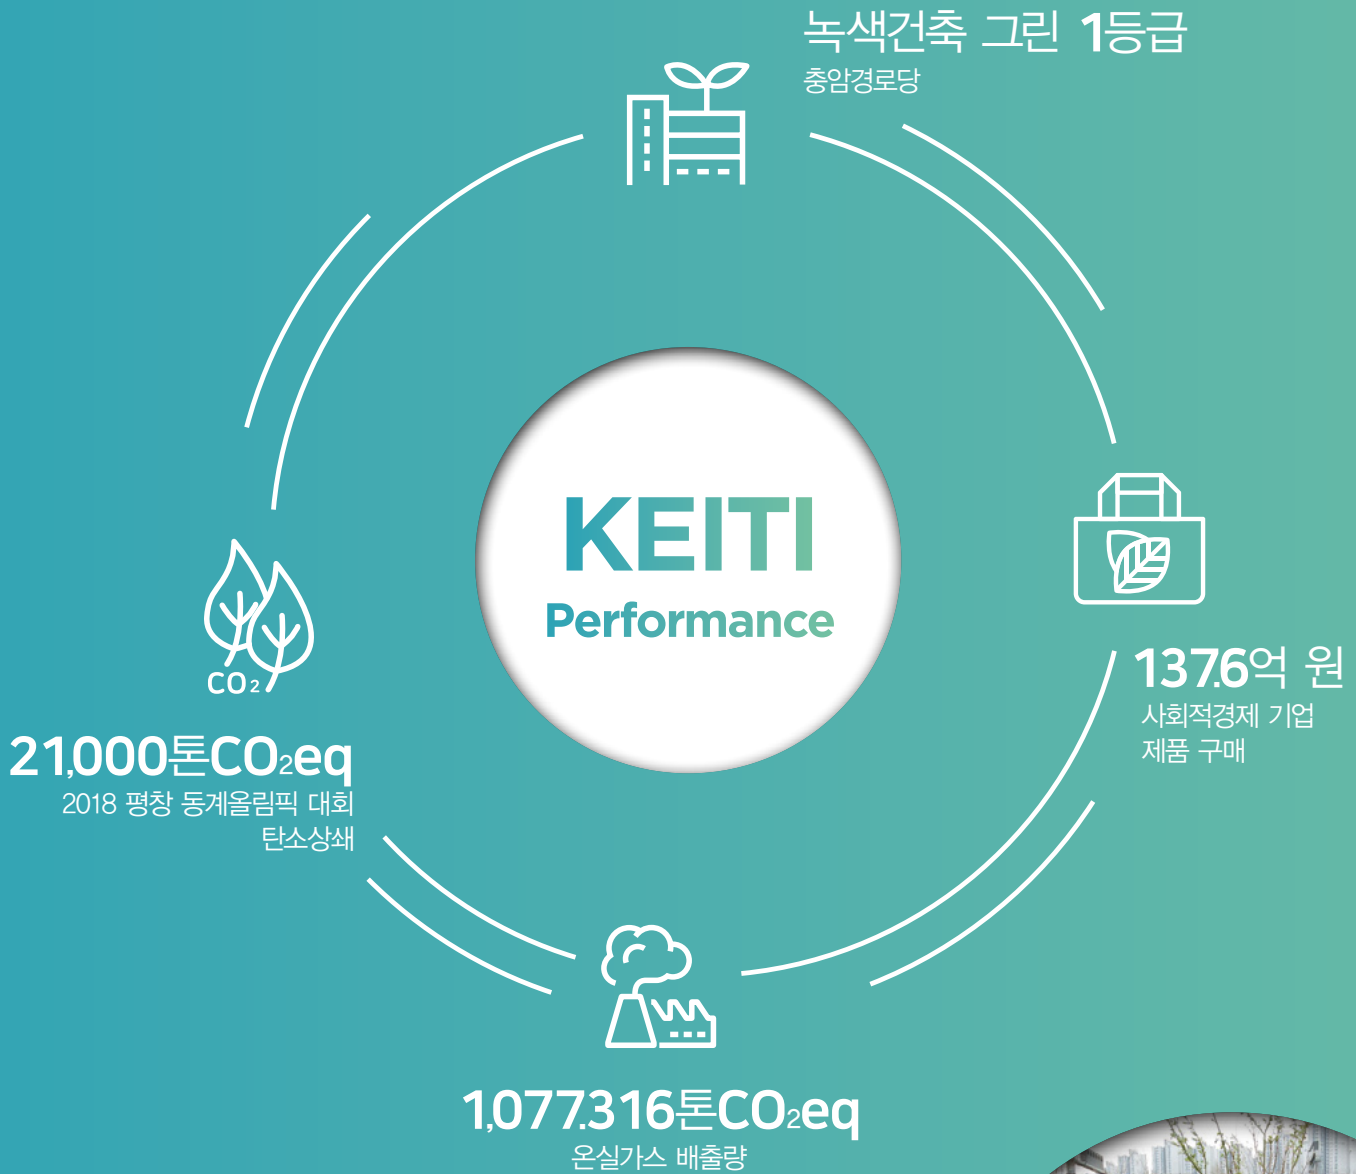 녹색건축 그린 1등급
충암경로당
KEITI
Performance
137.6억 원
사회적경제 기업
제품 구매
CO₂
21,000톤CO₂eq
2018 평창 동계올림픽 대회
탄소상쇄
1,077.316톤CO₂eq
온실가스 배출량